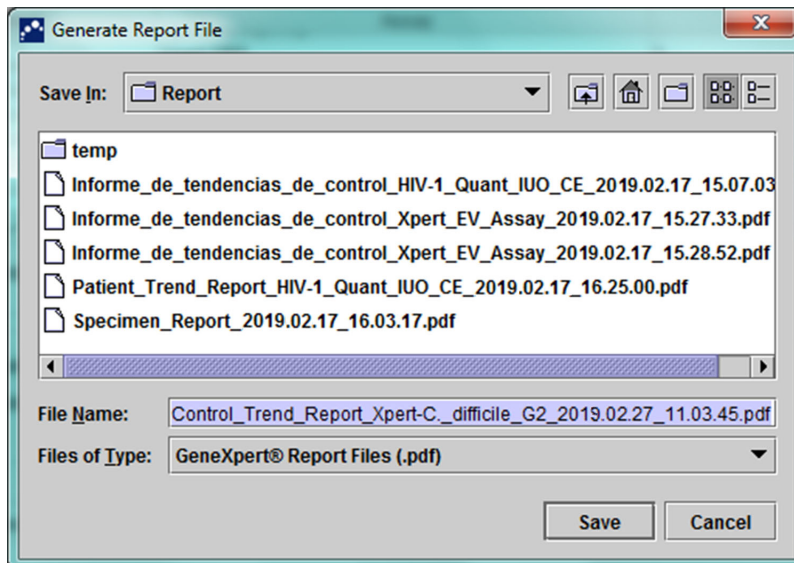 Generate Report File
Save In: Report
temp
Informe_de_tendencias_de_control_HIV-1_Quant_IUO_CE_2019.02.17_15.07.03
Informe_de_tendencias_de_control_Xpert_EV_Assay_2019.02.17_15.27.33.pdf
Informe_de_tendencias_de_control_Xpert_EV_Assay_2019.02.17_15.28.52.pdf
Patient_Trend_Report_HIV-1_Quant_IUO_CE_2019.02.17_16.25.00.pdf
Specimen_Report_2019.02.17_16.03.17.pdf
File Name: Control_Trend_Report_Xpert-C._difficile_G2_2019.02.27_11.03.45.pdf
Files of Type: GeneXpert® Report Files (.pdf)
Save Cancel